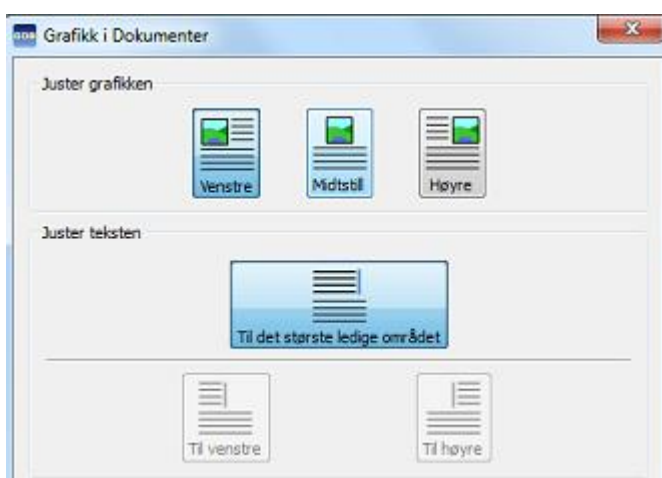 Grafikk i Dokumenter
Juster grafikken
Venstre Midtstill Høyre
Juster teksten
Til det største ledige området
Til venstre Til høyre